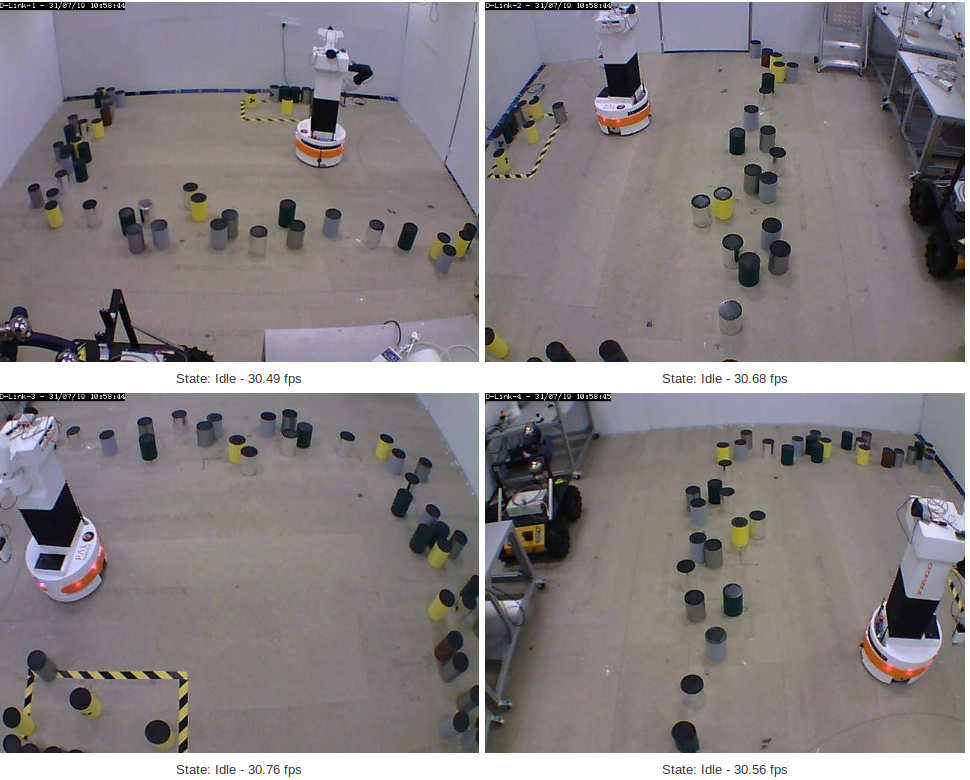 D-Link-1 - 31/07/19 10:58:44
D-Link-2 - 31/07/19 10:58:44
State: Idle - 30.49 fps
State: Idle - 30.68 fps
D-Link-3 - 31/07/19 10:58:44
D-Link-4 - 31/07/19 10:58:45
PAL
TIAGO
State: Idle - 30.76 fps
State: Idle - 30.56 fps